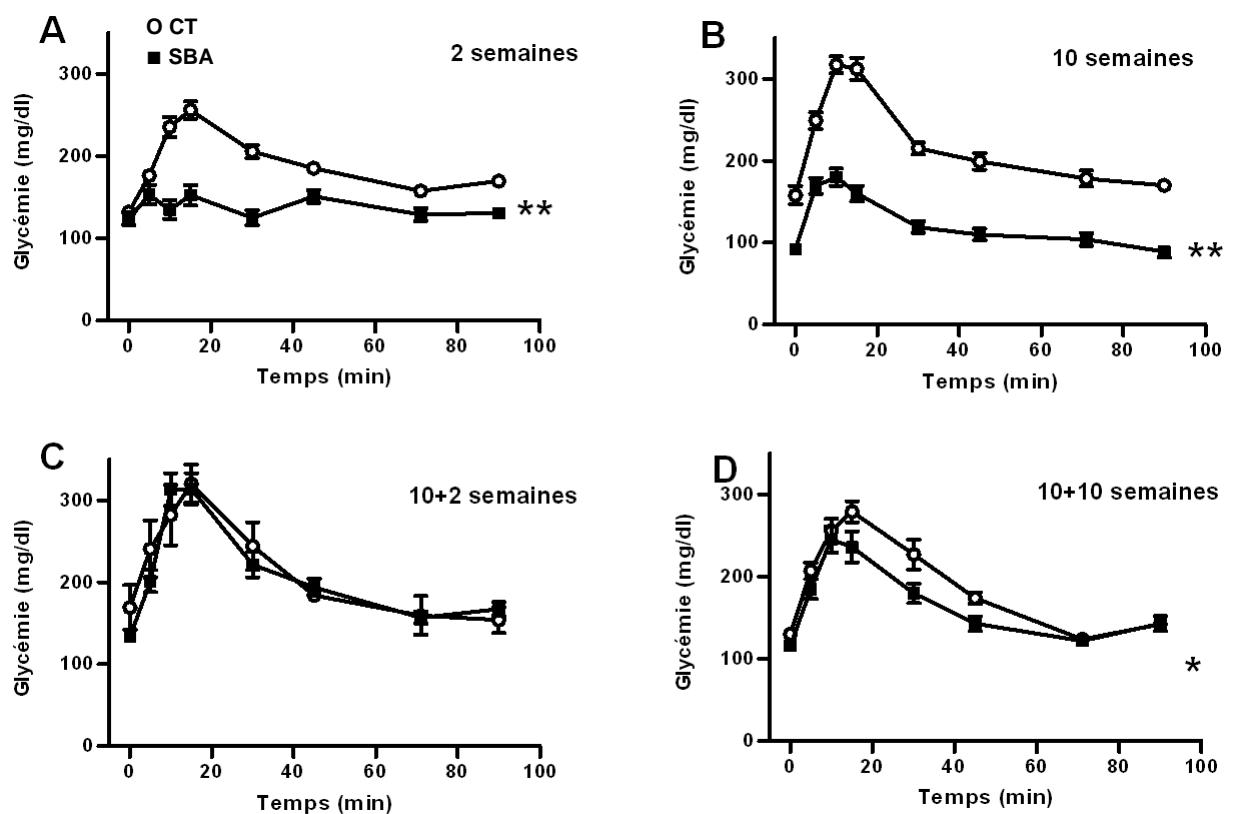 A
O CT
SBA
2 semaines
300
200
100
0
Glycémie (mg/dl)
**
0 20 40 60 80 100
Temps (min)
B
10 semaines
300
200
100
0
Glycémie (mg/dl)
**
0 20 40 60 80 100
Temps (min)
C
10+2 semaines
300
200
100
0
Glycémie (mg/dl)
0 20 40 60 80 100
Temps (min)
D
10+10 semaines
300
200
100
0
Glycémie (mg/dl)
*
0 20 40 60 80 100
Temps (min)